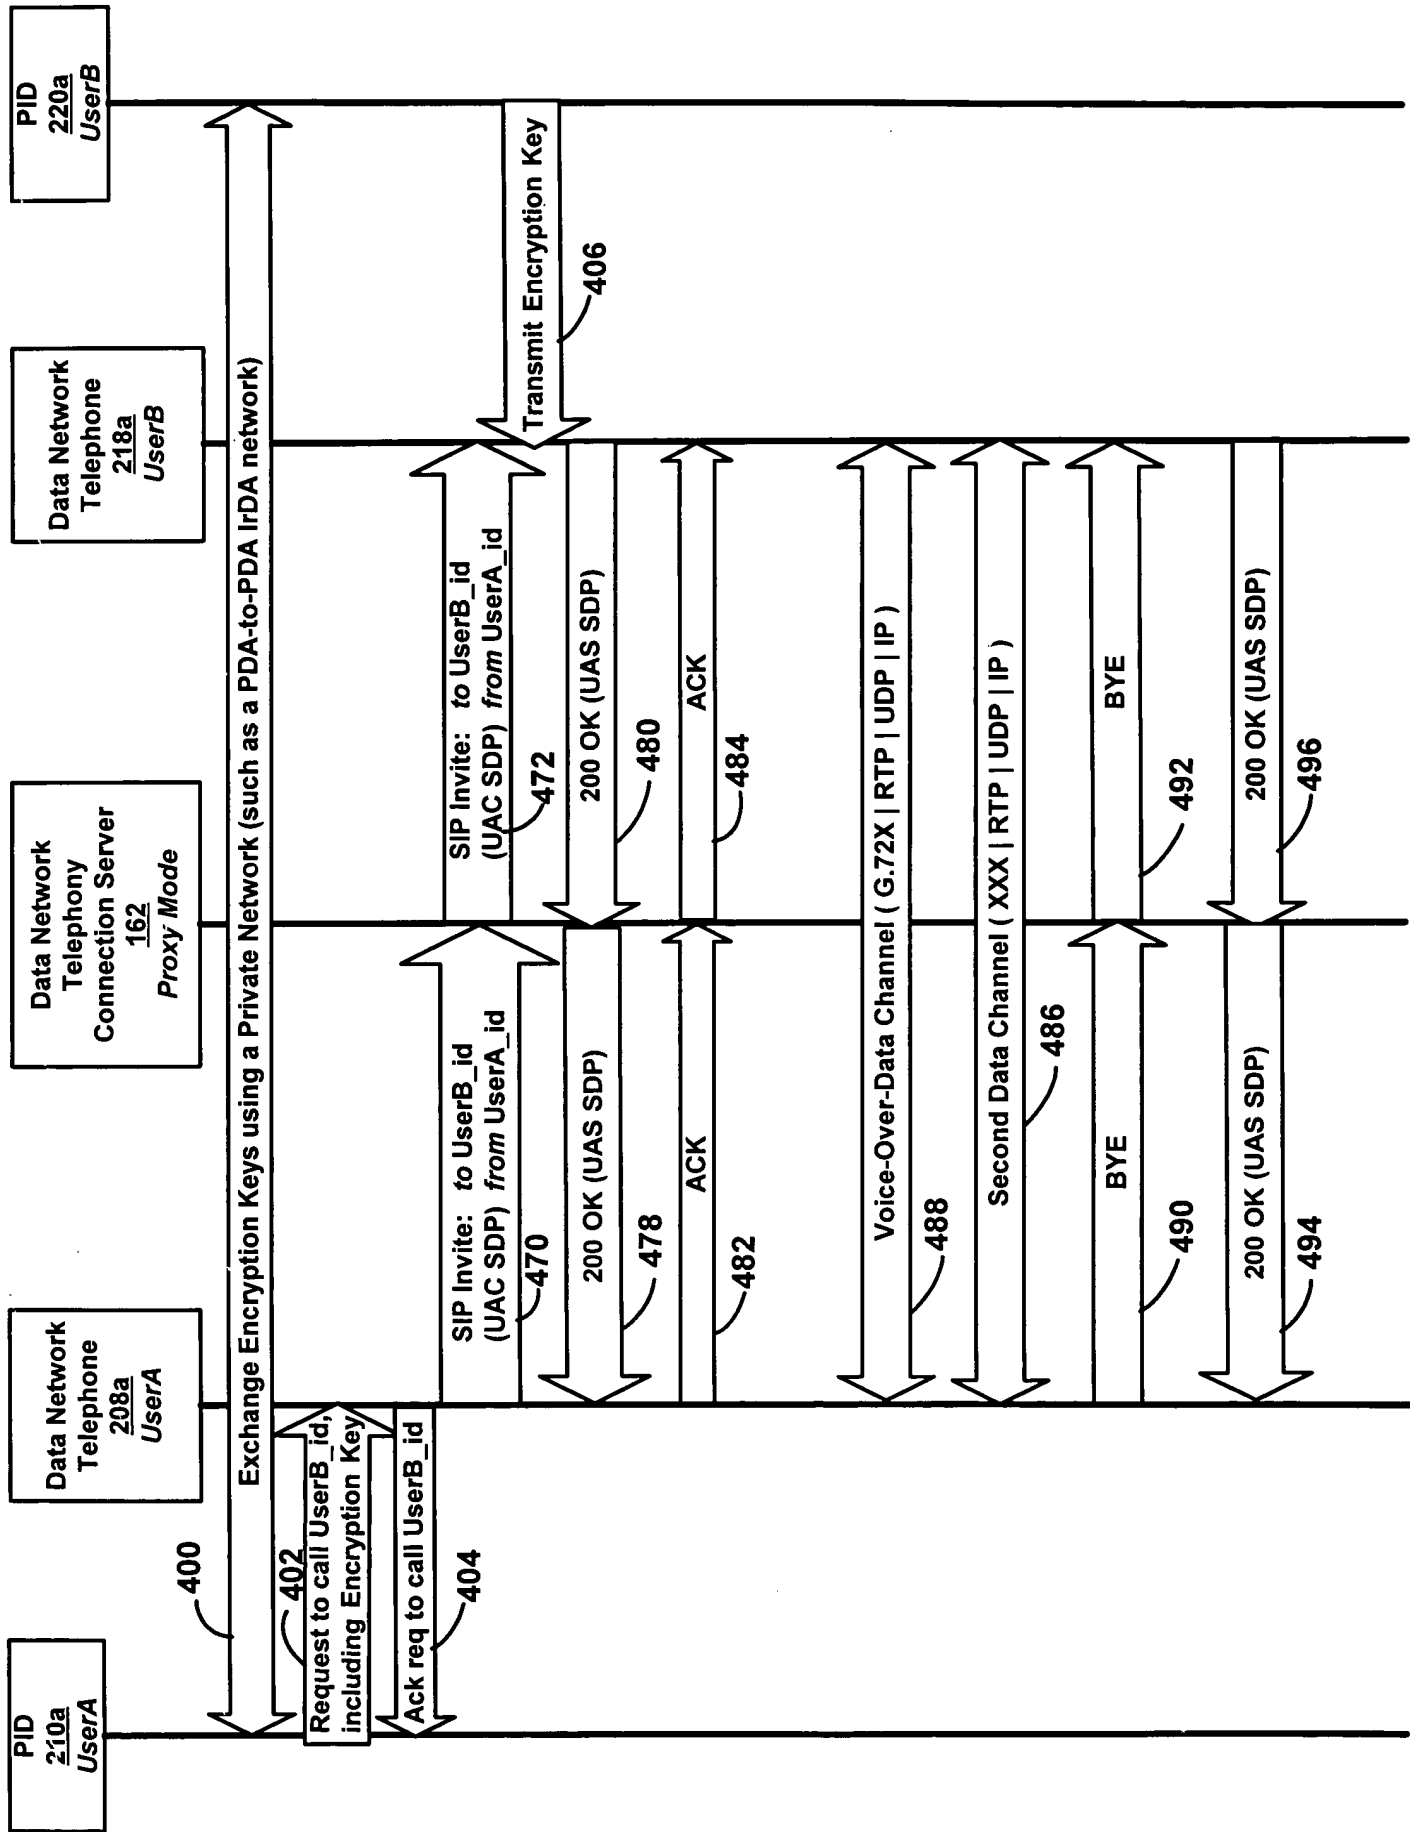 PID
210a
UserA
Data Network
Telephone
208a
UserA
Data Network
Telephony
Connection Server
162
Proxy Mode
Data Network
Telephone
218a
UserB
PID
220a
UserB
400
Exchange Encryption Keys using a Private Network (such as a PDA-to-PDA IrDA network)
402
Request to call UserB_id,
including Encryption Key
Ack req to call UserB_id
404
SIP Invite: to UserB_id
(UAC SDP) from UserA_id
470
SIP Invite: to UserB_id
(UAC SDP) from UserA_id
472
Transmit Encryption Key
406
200 OK (UAS SDP)
478
200 OK (UAS SDP)
480
ACK
482
ACK
484
Voice-Over-Data Channel ( G.72X | RTP | UDP | IP )
488
Second Data Channel ( XXX | RTP | UDP | IP )
486
BYE
490
BYE
492
200 OK (UAS SDP)
494
200 OK (UAS SDP)
496